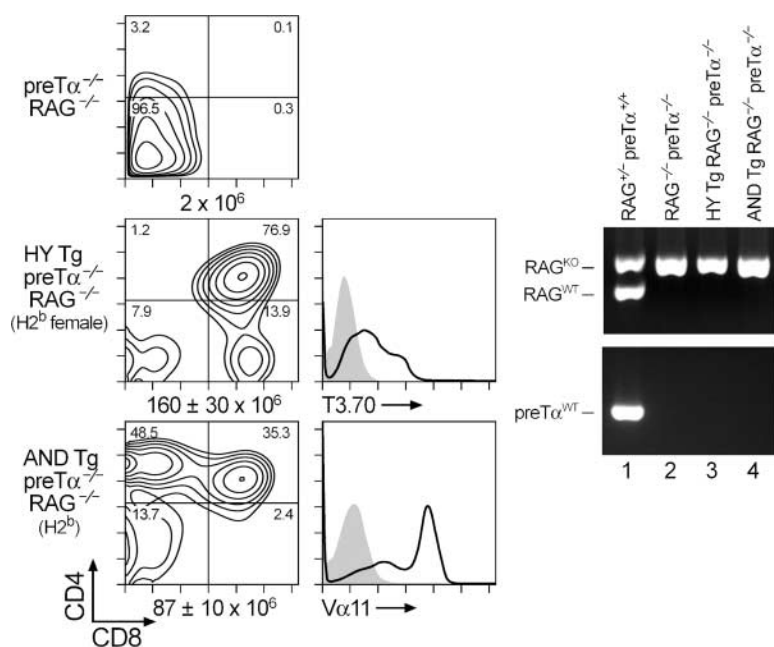 preTα⁻/⁻
RAG⁻/⁻
3.2
0.1
96.5
0.3
2 x 10⁶
HY Tg
preTα⁻/⁻
RAG⁻/⁻
(H2ᵇ female)
1.2
76.9
7.9
13.9
160 ± 30 x 10⁶
T3.70
AND Tg
preTα⁻/⁻
RAG⁻/⁻
(H2ᵇ)
48.5
35.3
13.7
2.4
87 ± 10 x 10⁶
Vα11
CD4
CD8
RAG⁺/⁻ preTα⁺/⁺
RAG⁻/⁻ preTα⁻/⁻
HY Tg RAG⁻/⁻ preTα⁻/⁻
AND Tg RAG⁻/⁻ preTα⁻/⁻
RAGᴷᴼ
RAGᵂᵀ
preTαᵂᵀ
1 2 3 4